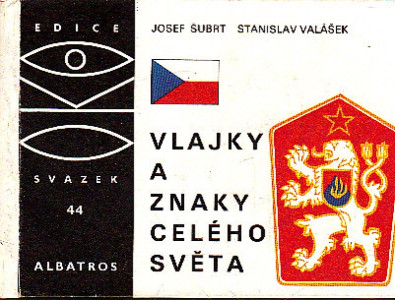 EDICE
SVAZEK
44
ALBATROS
JOSEF ŠUBRT STANISLAV VALÁŠEK
VLAJKY
A
ZNAKY
CELÉHO
SVĚTA